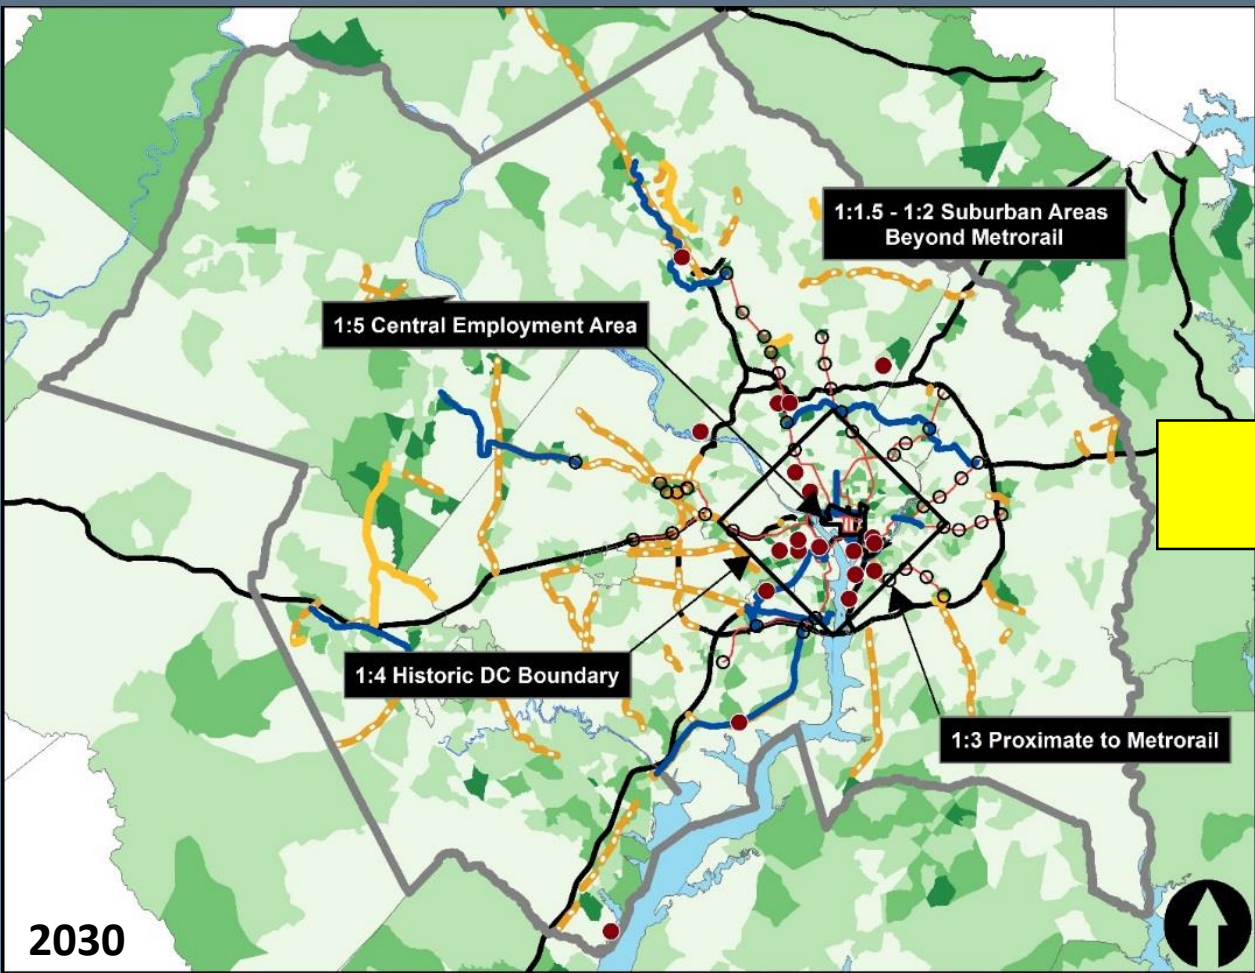 1:1.5 - 1:2 Suburban Areas
Beyond Metrorail
1:5 Central Employment Area
1:4 Historic DC Boundary
1:3 Proximate to Metrorail
2030